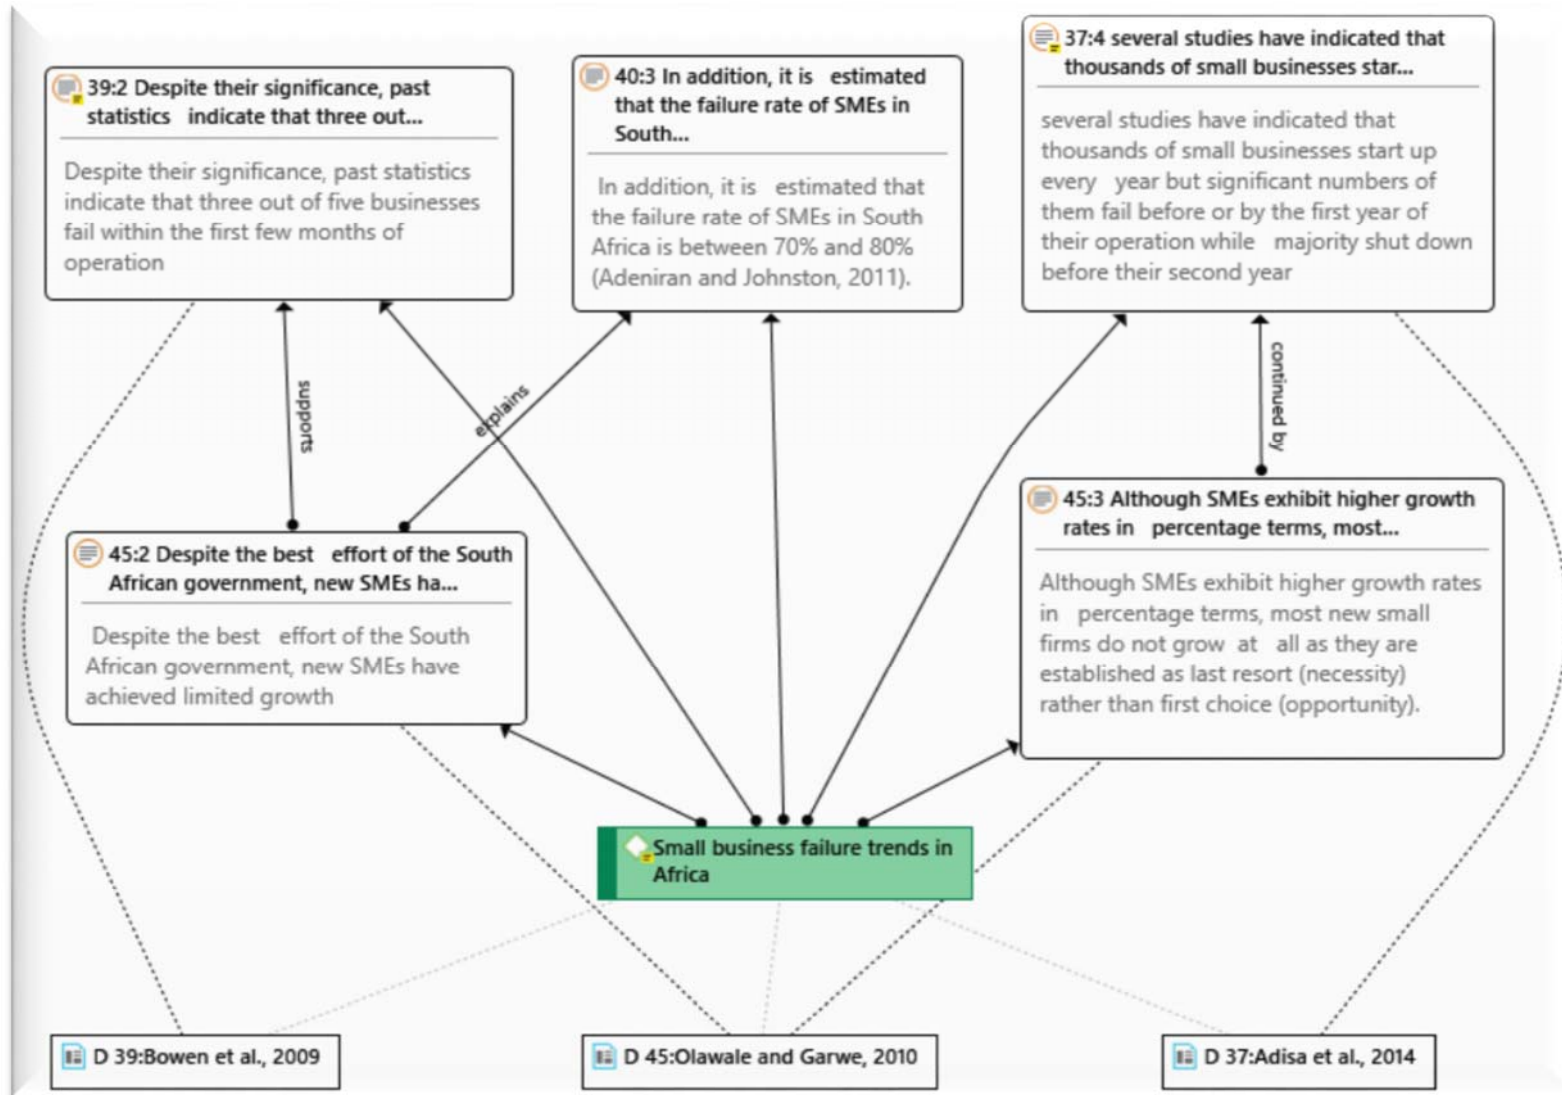 39:2 Despite their significance, past
statistics indicate that three out...
Despite their significance, past statistics
indicate that three out of five businesses
fail within the first few months of
operation
40:3 In addition, it is estimated
that the failure rate of SMEs in
South...
In addition, it is estimated that
the failure rate of SMEs in South
Africa is between 70% and 80%
(Adeniran and Johnston, 2011).
37:4 several studies have indicated that
thousands of small businesses star...
several studies have indicated that
thousands of small businesses start up
every year but significant numbers of
them fail before or by the first year of
their operation while majority shut down
before their second year
supports
explains
continued by
45:2 Despite the best effort of the South
African government, new SMEs ha...
Despite the best effort of the South
African government, new SMEs have
achieved limited growth
45:3 Although SMEs exhibit higher growth
rates in percentage terms, most...
Although SMEs exhibit higher growth rates
in percentage terms, most new small
firms do not grow at all as they are
established as last resort (necessity)
rather than first choice (opportunity).
Small business failure trends in
Africa
D 39:Bowen et al., 2009
D 45:Olawale and Garwe, 2010
D 37:Adisa et al., 2014